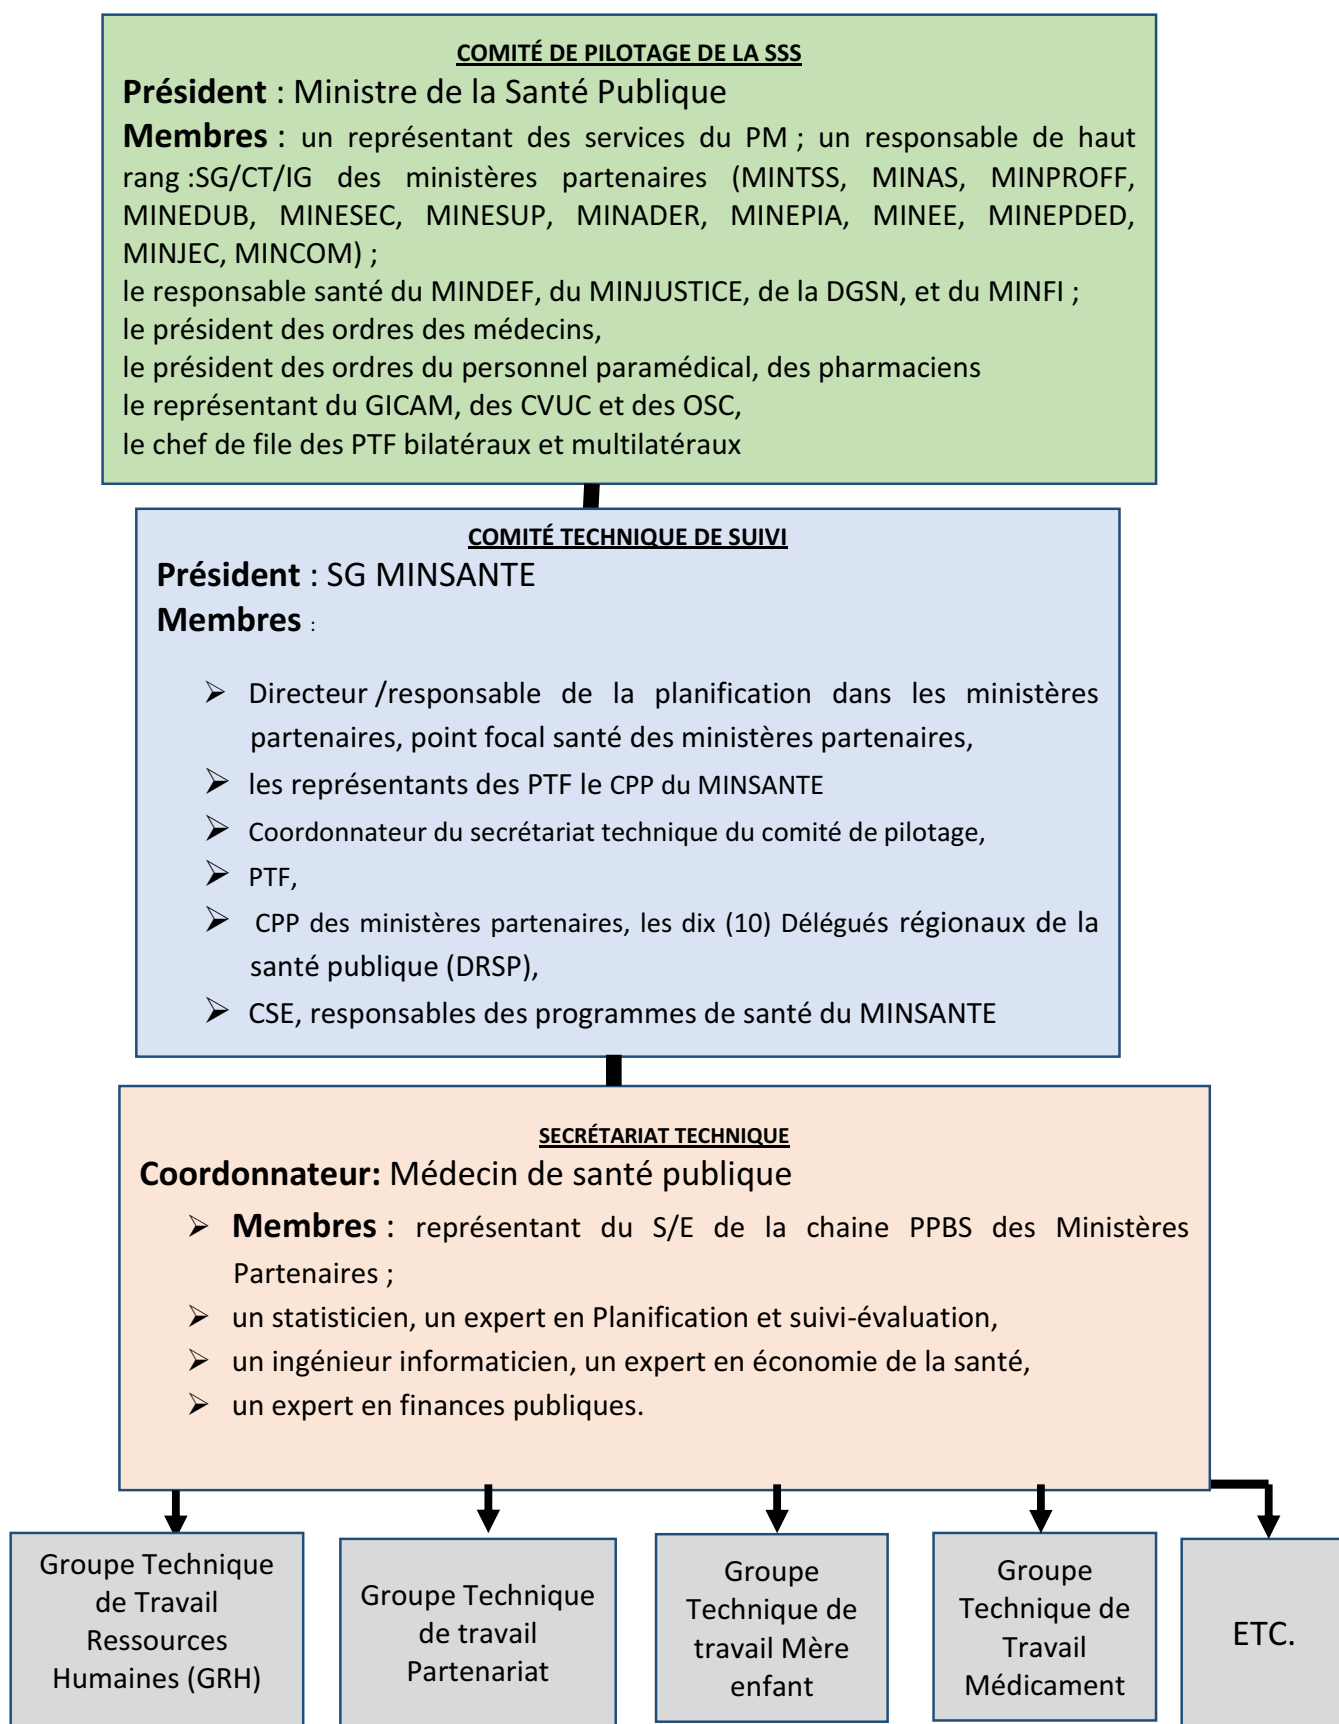 COMITÉ DE PILOTAGE DE LA SSS
Président : Ministre de la Santé Publique
Membres : un représentant des services du PM ; un responsable de haut
rang :SG/CT/IG des ministères partenaires (MINTSS, MINAS, MINPROFF,
MINEDUB, MINESEC, MINESUP, MINADER, MINEPIA, MINEE, MINEPDED,
MINJEC, MINCOM) ;
le responsable santé du MINDEF, du MINJUSTICE, de la DGSN, et du MINFI ;
le président des ordres des médecins,
le président des ordres du personnel paramédical, des pharmaciens
le représentant du GICAM, des CVUC et des OSC,
le chef de file des PTF bilatéraux et multilatéraux
COMITÉ TECHNIQUE DE SUIVI
Président : SG MINSANTE
Membres :
➢ Directeur /responsable de la planification dans les ministères
partenaires, point focal santé des ministères partenaires,
➢ les représentants des PTF le CPP du MINSANTE
➢ Coordonnateur du secrétariat technique du comité de pilotage,
➢ PTF,
➢ CPP des ministères partenaires, les dix (10) Délégués régionaux de la
santé publique (DRSP),
➢ CSE, responsables des programmes de santé du MINSANTE
SECRÉTARIAT TECHNIQUE
Coordonnateur: Médecin de santé publique
➢ Membres : représentant du S/E de la chaine PPBS des Ministères
Partenaires ;
➢ un statisticien, un expert en Planification et suivi-évaluation,
➢ un ingénieur informaticien, un expert en économie de la santé,
➢ un expert en finances publiques.
Groupe Technique
de Travail
Ressources
Humaines (GRH)
Groupe Technique
de travail
Partenariat
Groupe
Technique de
travail Mère
enfant
Groupe
Technique de
Travail
Médicament
ETC.